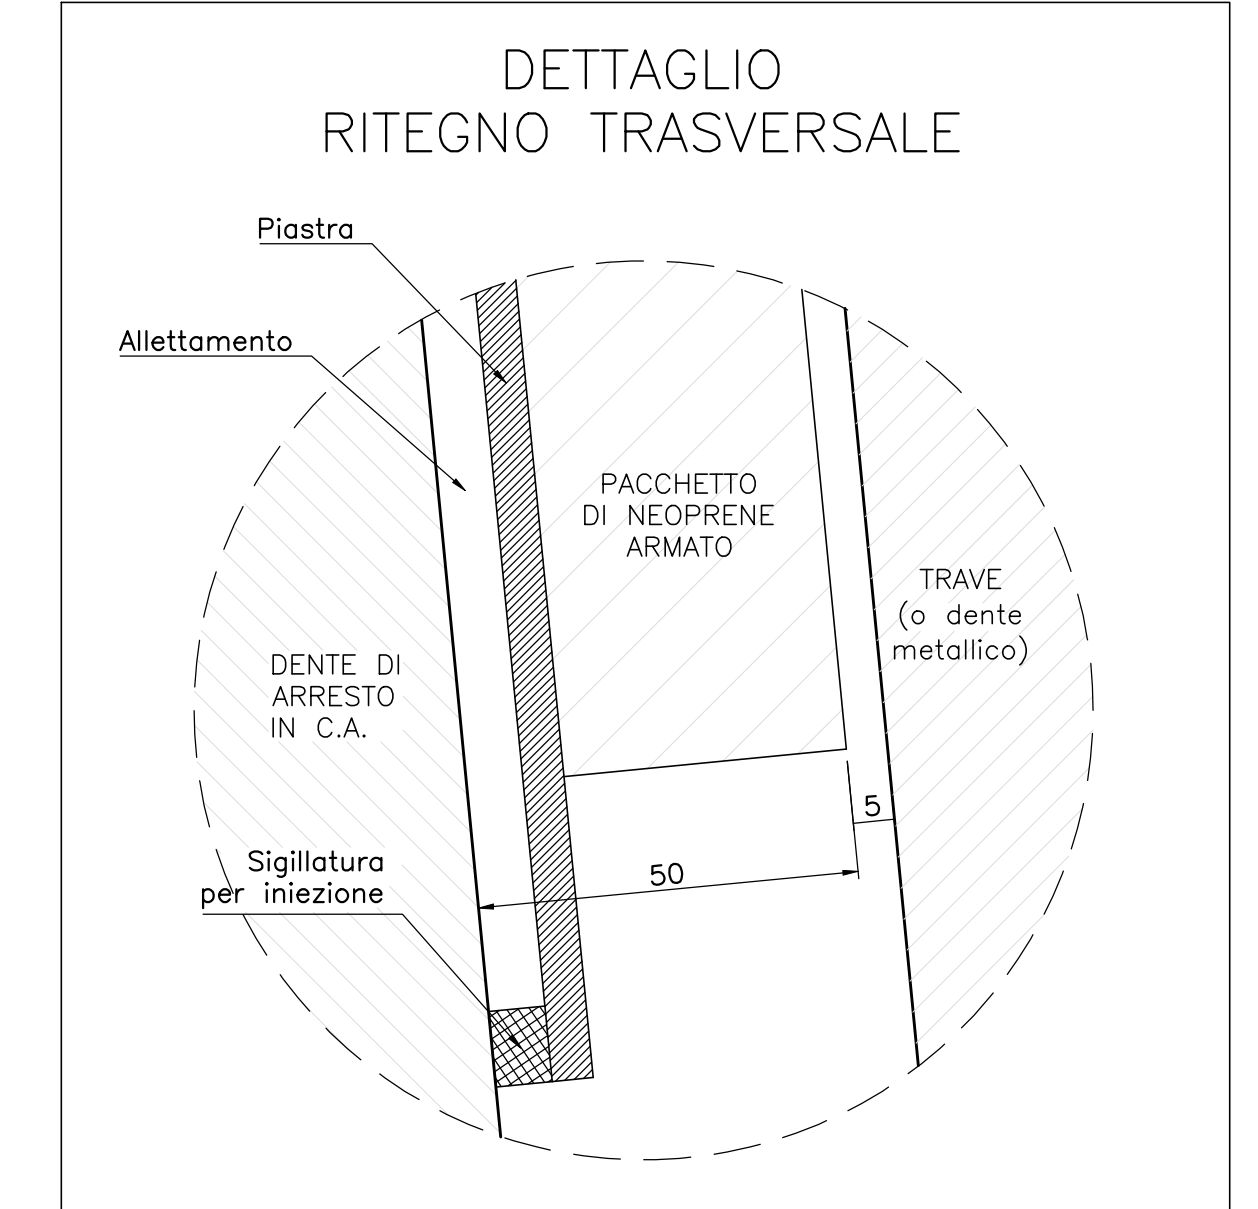 DETTAGLIO
RITEGNO TRASVERSALE
Piastra
Allettamento
PACCHETTO
DI NEOPRENE
ARMATO
TRAVE
(o dente
metallico)
DENTE DI
ARRESTO
IN C.A.
5
50
Sigillatura
per iniezione